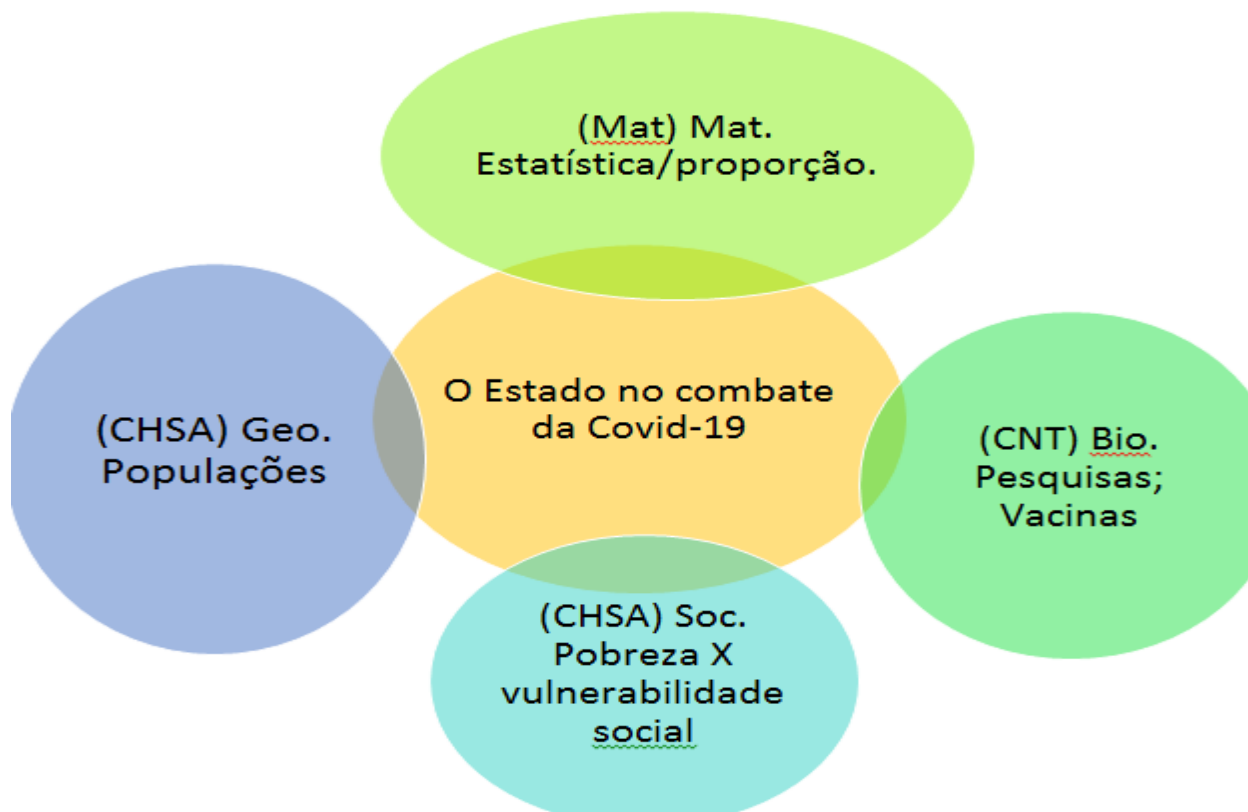 (Mat) Mat.
Estatística/proporção.
O Estado no combate
da Covid-19
(CHSA) Geo.
Populações
(CNT) Bio.
Pesquisas;
Vacinas
(CHSA) Soc.
Pobreza X
vulnerabilidade
social